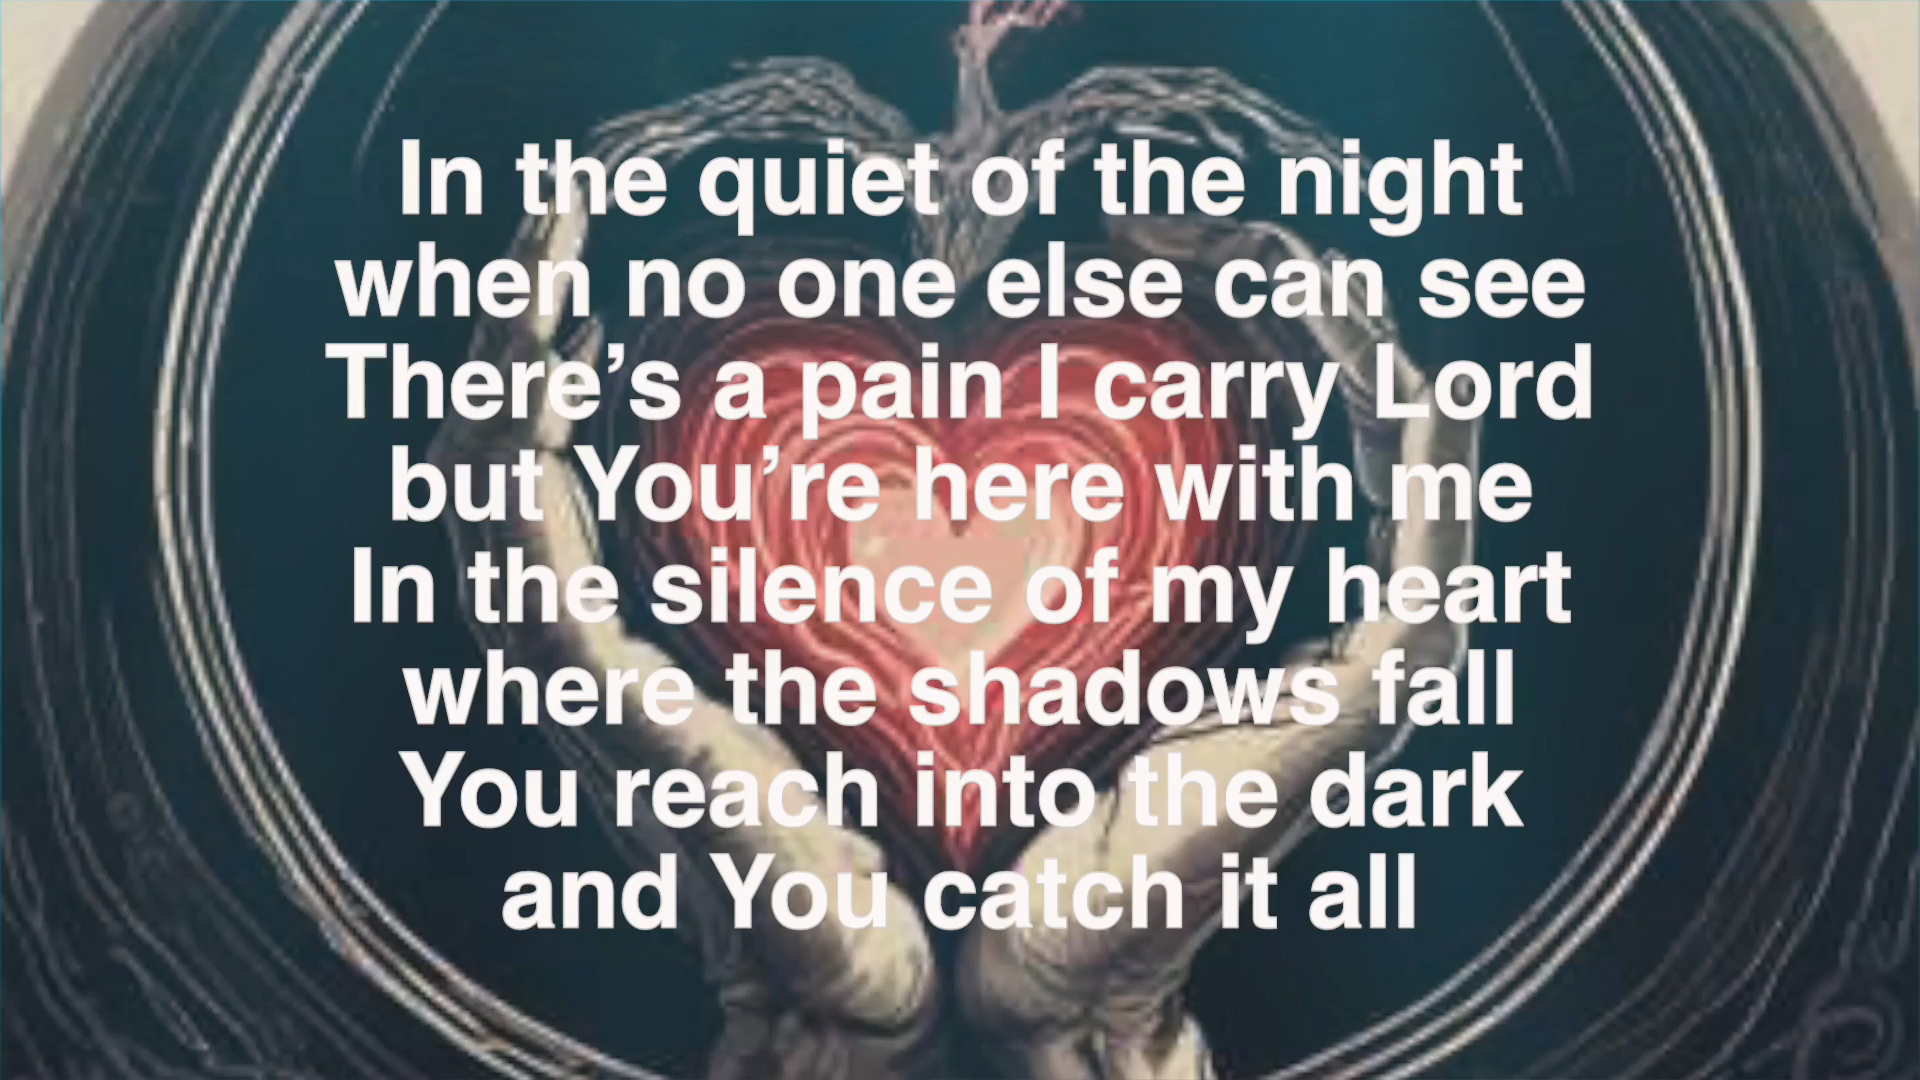 In the quiet of the night
when no one else can see
There’s a pain I carry Lord
but You’re here with me
In the silence of my heart
where the shadows fall
You reach into the dark
and You catch it all